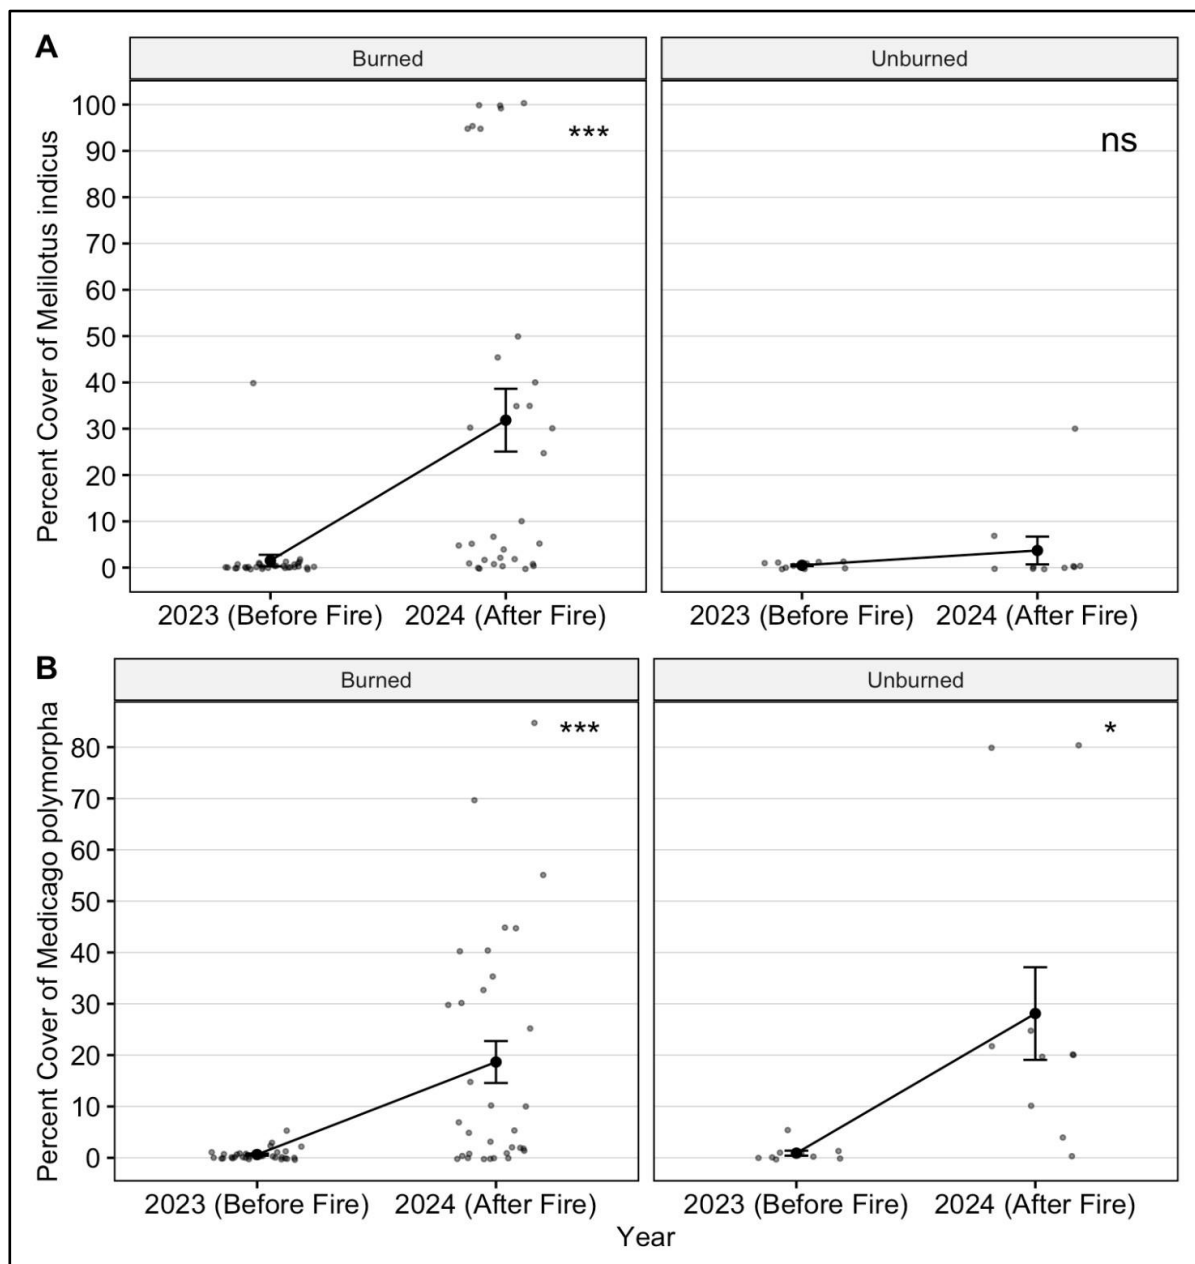 A
Burned
Unburned
Percent Cover of Melilotus indicus
100
90
80
70
60
50
40
30
20
10
0
***
ns
2023 (Before Fire)
2024 (After Fire)
2023 (Before Fire)
2024 (After Fire)
B
Burned
Unburned
Percent Cover of Medicago polymorpha
80
70
60
50
40
30
20
10
0
***
*
2023 (Before Fire)
2024 (After Fire)
2023 (Before Fire)
2024 (After Fire)
Year